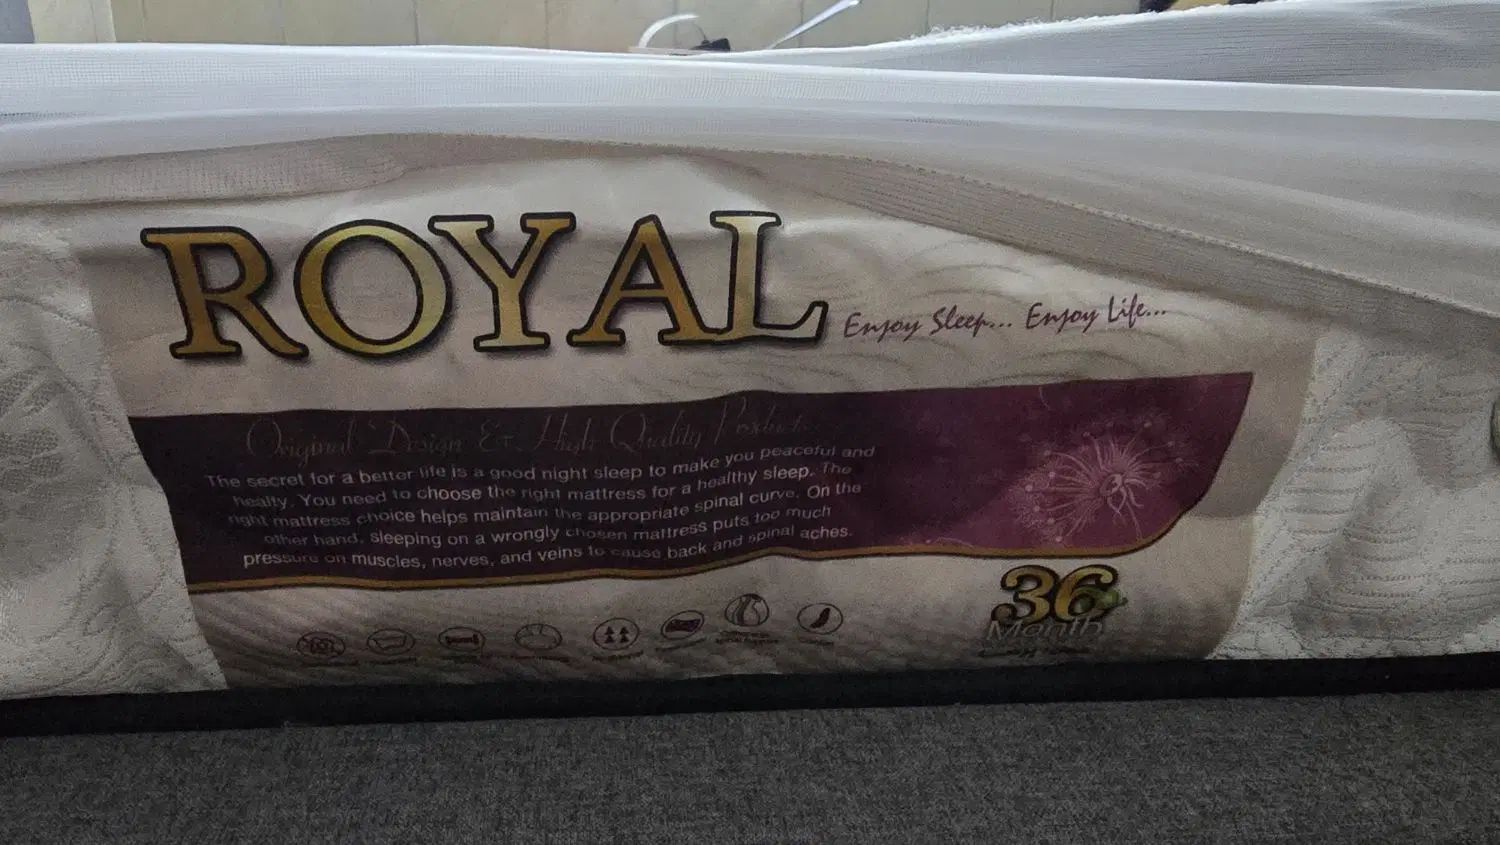 ROYAL
Enjoy Sleep... Enjoy Life...
Original Design & High Quality Products
The secret for a better life is a good night sleep to make you peaceful and
healty. You need to choose the right mattress for a healthy sleep. The
right mattress choice helps maintain the appropriate spinal curve. On the
other hand, sleeping on a wrongly chosen mattress puts too much
pressure on muscles, nerves, and veins to cause back and spinal aches.
36
Month